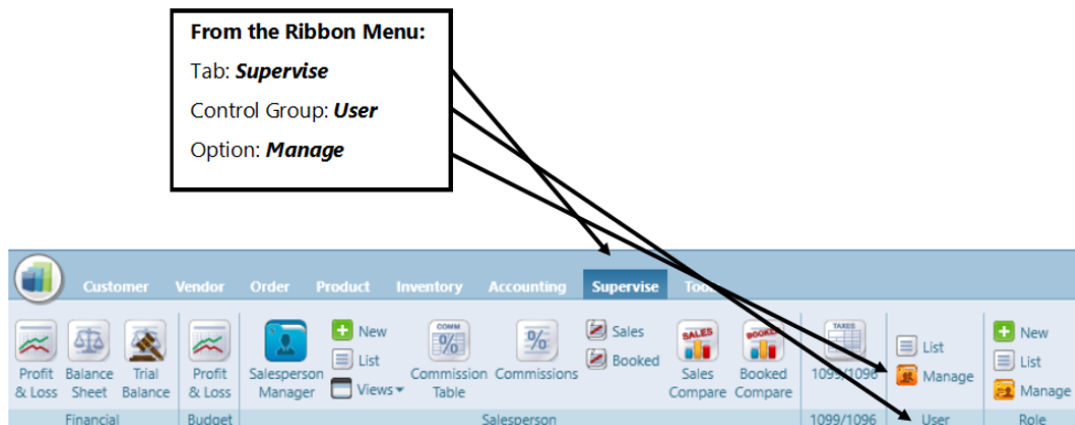 From the Ribbon Menu:
Tab: Supervise
Control Group: User
Option: Manage
Customer Vendor Order Product Inventory Accounting Supervise
Profit & Loss
Balance Sheet
Trial Balance
Financial
Profit & Loss
Budget
Salesperson Manager
New
List
Views
COMM
%
Commission Table
%
Commissions
Sales
Booked
SALES
Sales Compare
BOOKED
Booked Compare
Salesperson
TAXES
1099/1096
1099/1096
List
Manage
User
New
List
Manage
Role